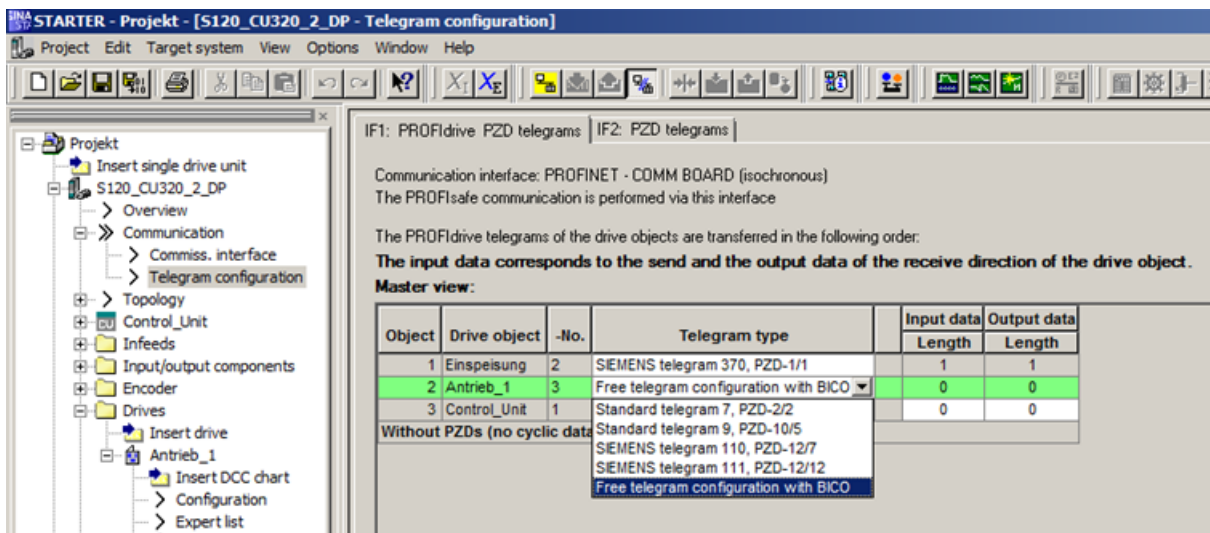 STARTER - Projekt - [S120_CU320_2_DP - Telegram configuration]
Project Edit Target system View Options Window Help
Projekt
Insert single drive unit
S120_CU320_2_DP
Overview
Communication
Commiss. interface
Telegram configuration
Topology
Control_Unit
Infeeds
Input/output components
Encoder
Drives
Insert drive
Antrieb_1
Insert DCC chart
Configuration
Expert list
IF1: PROFIdrive PZD telegrams IF2: PZD telegrams
Communication interface: PROFINET - COMM BOARD (isochronous)
The PROFIsafe communication is performed via this interface
The PROFIdrive telegrams of the drive objects are transferred in the following order:
The input data corresponds to the send and the output data of the receive direction of the drive object.
Master view:
Object Drive object -No. Telegram type Input data Output data
Length Length
1 Einspeisung 2 SIEMENS telegram 370, PZD-1/1 1 1
2 Antrieb_1 3 Free telegram configuration with BICO 0 0
3 Control_Unit 1 Standard telegram 7, PZD-2/2 0 0
Without PZDs (no cyclic data Standard telegram 9, PZD-10/5
SIEMENS telegram 110, PZD-12/7
SIEMENS telegram 111, PZD-12/12
Free telegram configuration with BICO